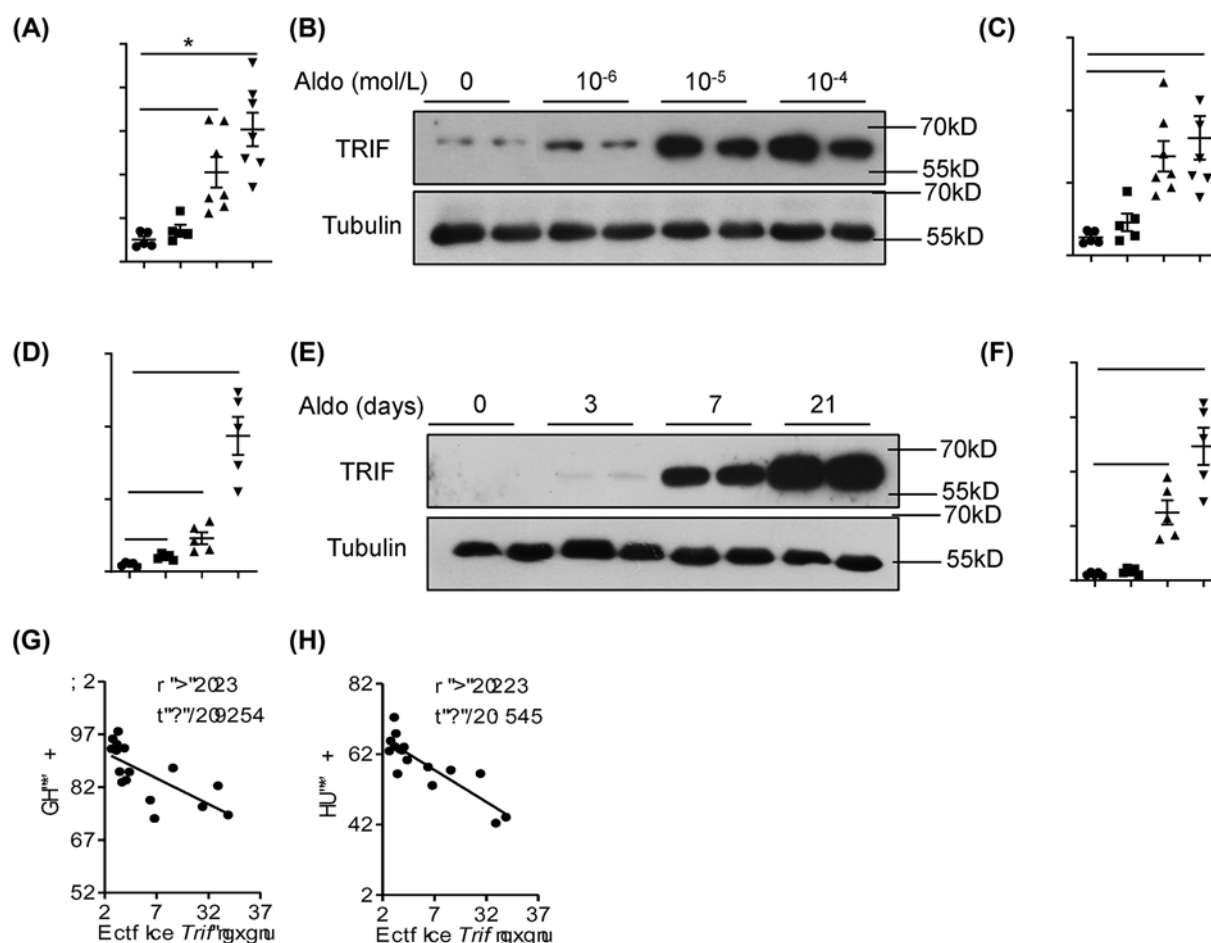 (A)
*
(B)
Aldo (mol/L) 0 10⁻⁶ 10⁻⁵ 10⁻⁴
TRIF
70kD
55kD
Tubulin
70kD
55kD
(C)
(D)
(E)
Aldo (days) 0 3 7 21
TRIF
70kD
55kD
Tubulin
70kD
55kD
(F)
(G)
; 2
97
82
67
52
2 7 32 37
(H)
82
62
42
2
2 7 32 37